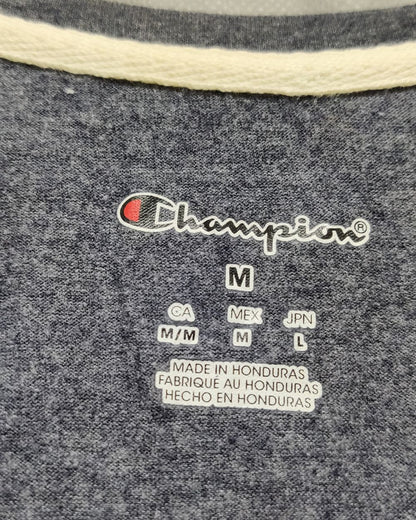 Champion®
M
CA MEX JPN
M/M M L
MADE IN HONDURAS
FABRIQUÉ AU HONDURAS
HECHO EN HONDURAS